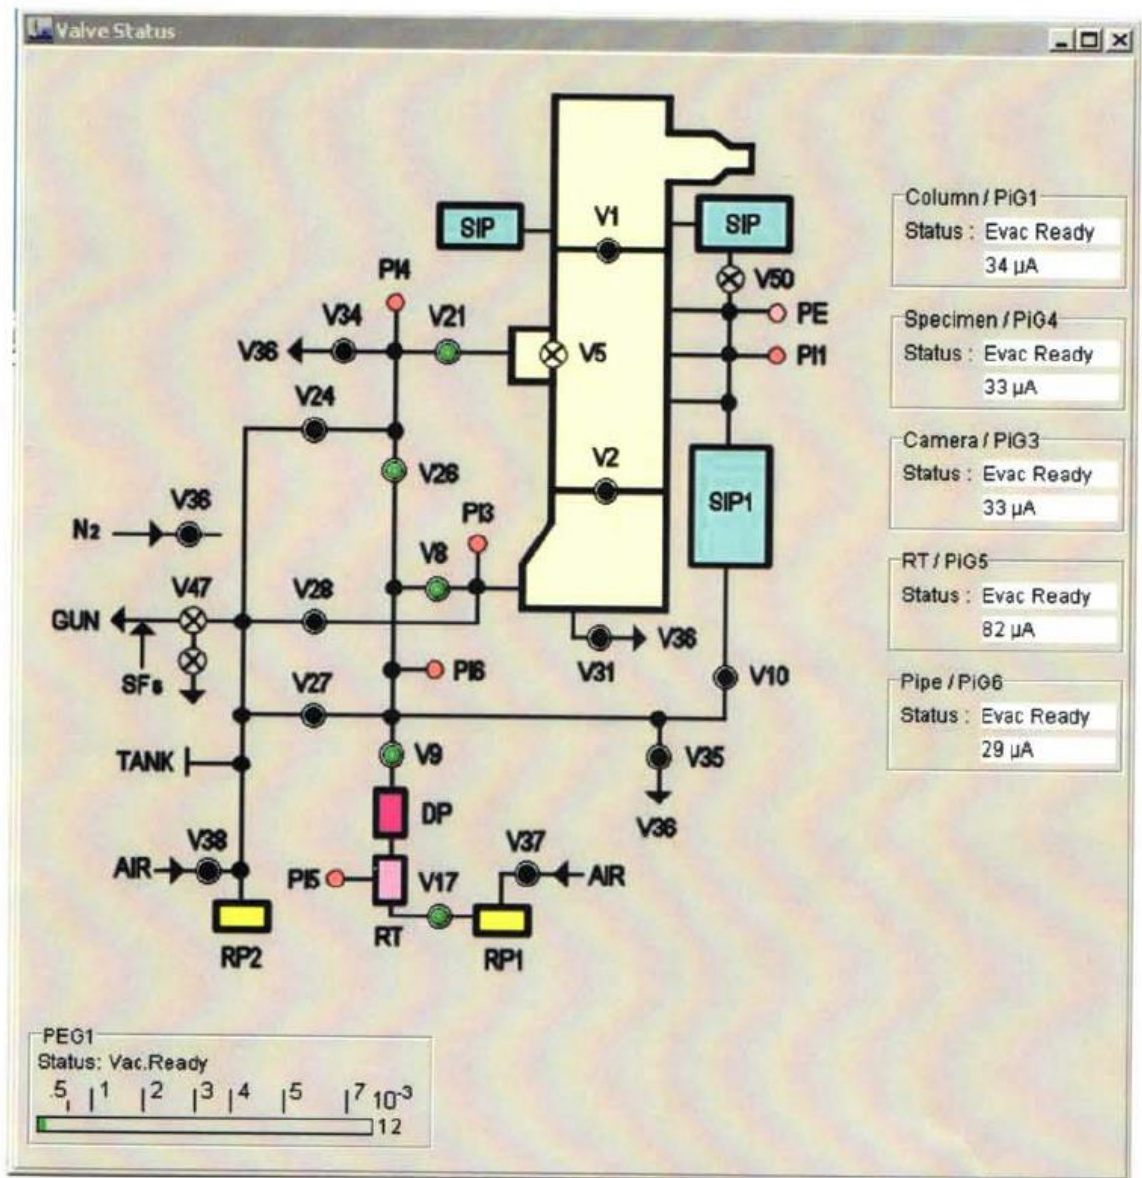 Valve Status
Column / PiG1
Status : Evac Ready
34 µA
Specimen / PiG4
Status : Evac Ready
33 µA
Camera / PiG3
Status : Evac Ready
33 µA
RT / PiG5
Status : Evac Ready
82 µA
Pipe / PiG6
Status : Evac Ready
29 µA
SIP
V1
SIP
PI4
V50
V34
V21
PE
V36
V5
PI1
V24
V26
V2
SIP1
V36
PI3
N2
V8
V47
V28
GUN
V36
SF6
V31
V10
PI6
V27
TANK
V9
V35
DP
V36
V38
V37
AIR
PI5
V17
AIR
RT
RP2
RP1
PEG1
Status: Vac.Ready
.5 1 2 3 4 5 7 10-3
12